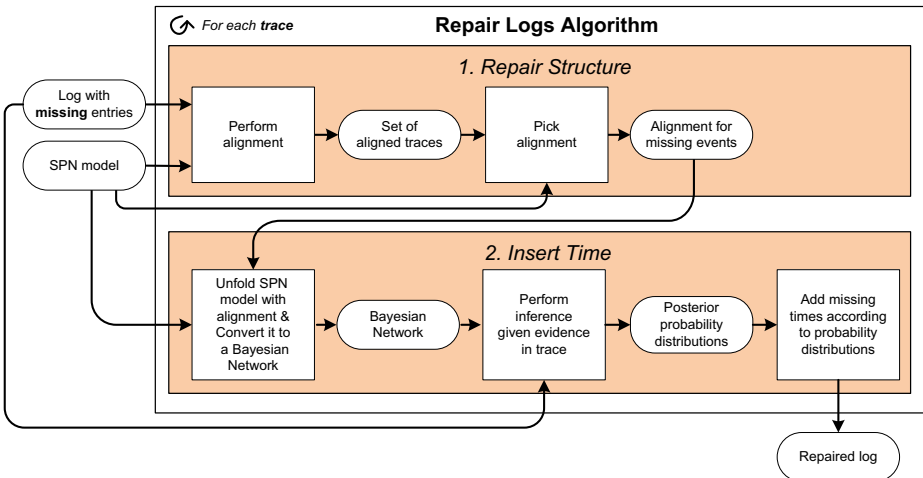 For each trace
Repair Logs Algorithm
1. Repair Structure
Log with
missing entries
SPN model
Perform
alignment
Set of
aligned traces
Pick
alignment
Alignment for
missing events
2. Insert Time
Unfold SPN
model with
alignment &
Convert it to
a Bayesian
Network
Bayesian
Network
Perform
inference
given evidence
in trace
Posterior
probability
distributions
Add missing
times according
to probability
distributions
Repaired log